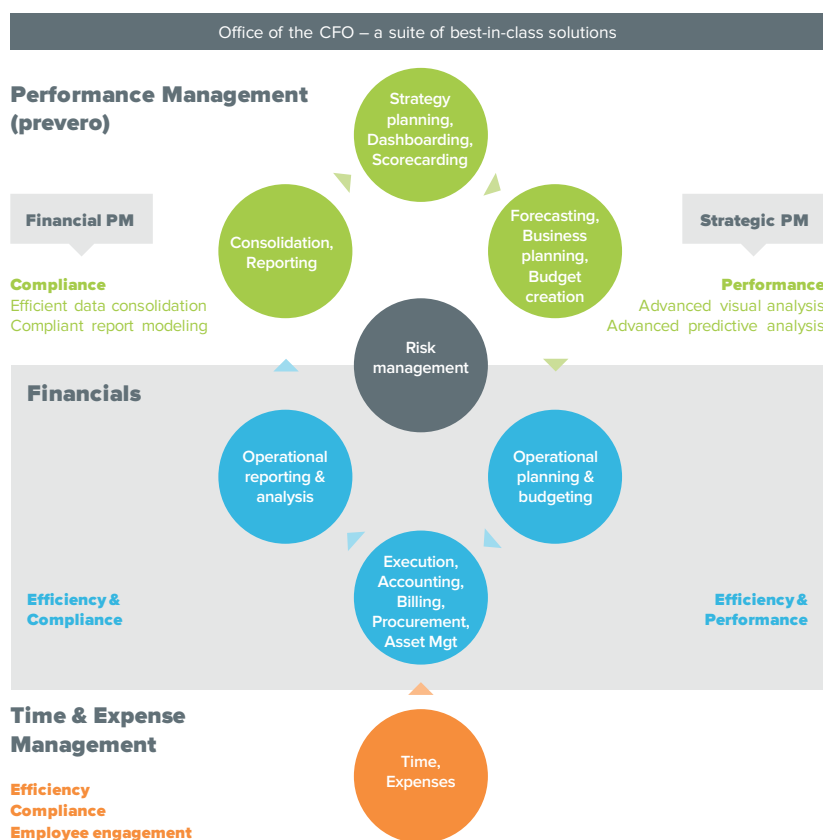 Office of the CFO – a suite of best-in-class solutions
Performance Management
(prevero)
Strategy
planning,
Dashboarding,
Scorecarding
Financial PM
Consolidation,
Reporting
Forecasting,
Business
planning,
Budget
creation
Strategic PM
Compliance
Efficient data consolidation
Compliant report modeling
Performance
Advanced visual analysis
Advanced predictive analysis
Risk
management
Financials
Operational
reporting &
analysis
Operational
planning &
budgeting
Execution,
Accounting,
Billing,
Procurement,
Asset Mgt
Efficiency &
Compliance
Efficiency &
Performance
Time & Expense
Management
Time,
Expenses
Efficiency
Compliance
Employee engagement